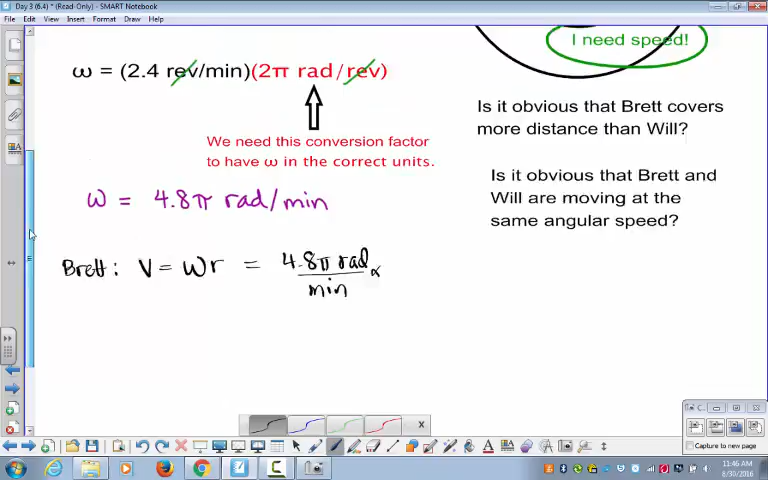 Day 3 (6.4) * (Read-Only) - SMART Notebook
File Edit View Insert Format Draw Help
I need speed!
ω = (2.4 rev/min)(2π rad/rev)
We need this conversion factor
to have ω in the correct units.
Is it obvious that Brett covers
more distance than Will?
Is it obvious that Brett and
Will are moving at the
same angular speed?
ω = 4.8π rad/min
Brett: V = ωr = 4.8π rad
min
C...
Capture to new page
11:46 AM
8/30/2016